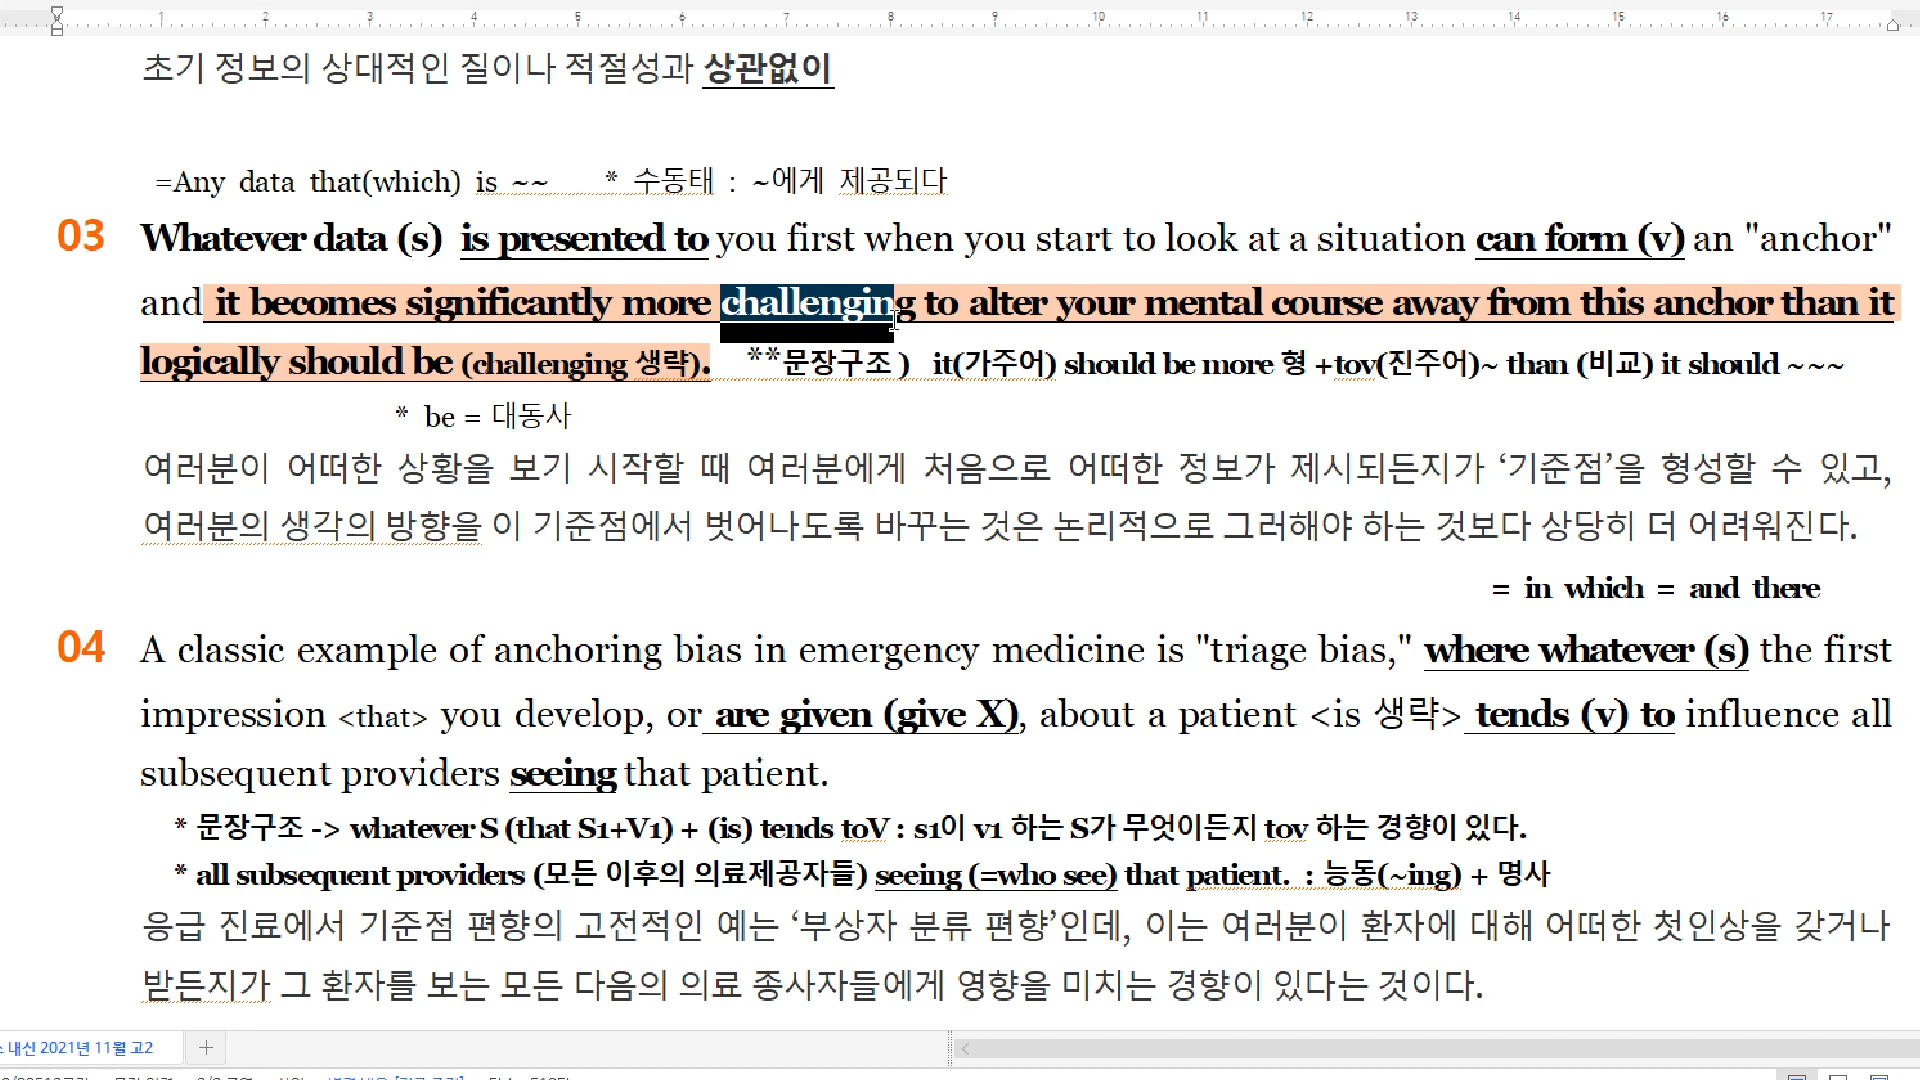 1 2 3 4 5 6 7 8 9 10 11 12 13 14 15 16 17
초기 정보의 상대적인 질이나 적절성과 상관없이
=Any data that(which) is ~~ * 수동태 : ~에게 제공되다
03 Whatever data (s) is presented to you first when you start to look at a situation can form (v) an "anchor"
and it becomes significantly more challenging to alter your mental course away from this anchor than it
logically should be (challenging 생략). **문장구조 ) it(가주어) should be more 형 +tov(진주어)~ than (비교) it should ~~~
* be = 대동사
여러분이 어떠한 상황을 보기 시작할 때 여러분에게 처음으로 어떠한 정보가 제시되든지가 ‘기준점’을 형성할 수 있고,
여러분의 생각의 방향을 이 기준점에서 벗어나도록 바꾸는 것은 논리적으로 그러해야 하는 것보다 상당히 더 어려워진다.
= in which = and there
04 A classic example of anchoring bias in emergency medicine is "triage bias," where whatever (s) the first
impression <that> you develop, or are given (give X), about a patient <is 생략> tends (v) to influence all
subsequent providers seeing that patient.
* 문장구조 -> whatever S (that S1+V1) + (is) tends toV : s1이 v1 하는 S가 무엇이든지 tov 하는 경향이 있다.
* all subsequent providers (모든 이후의 의료제공자들) seeing (=who see) that patient. : 능동(~ing) + 명사
응급 진료에서 기준점 편향의 고전적인 예는 ‘부상자 분류 편향’인데, 이는 여러분이 환자에 대해 어떠한 첫인상을 갖거나
받든지가 그 환자를 보는 모든 다음의 의료 종사자들에게 영향을 미치는 경향이 있다는 것이다.
내신 2021년 11월 고2